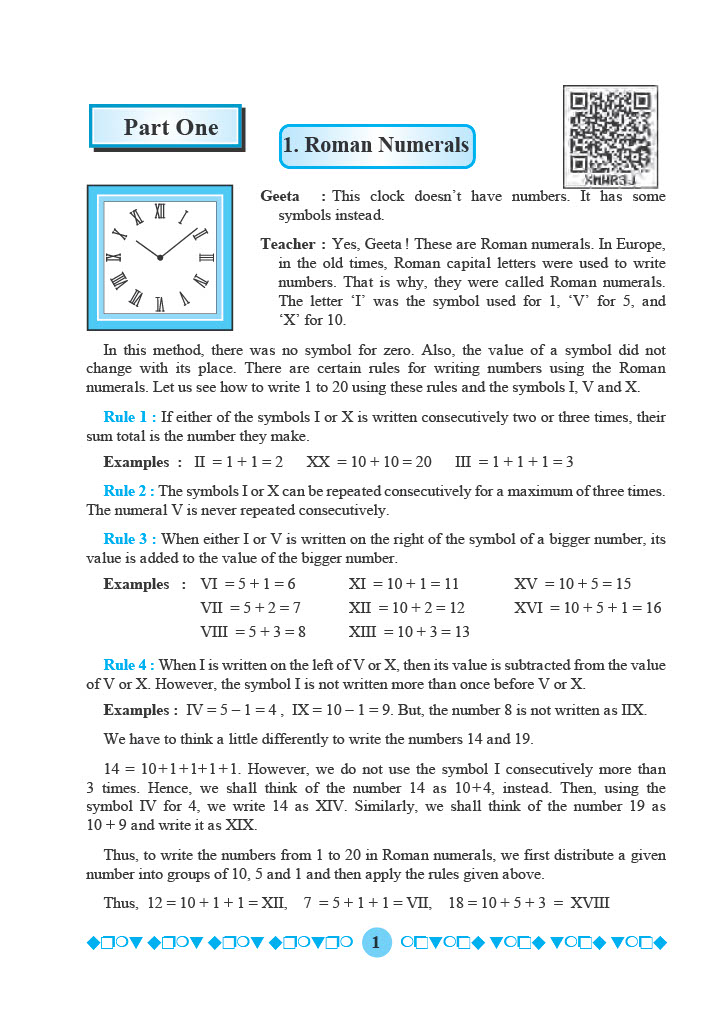 Part One
1. Roman Numerals
XMWR3J
XII
I
II
III
IIII
V
VI
VII
VIII
IX
X
XI
Geeta : This clock doesn’t have numbers. It has some
symbols instead.
Teacher : Yes, Geeta ! These are Roman numerals. In Europe,
in the old times, Roman capital letters were used to write
numbers. That is why, they were called Roman numerals.
The letter ‘I’ was the symbol used for 1, ‘V’ for 5, and
‘X’ for 10.
In this method, there was no symbol for zero. Also, the value of a symbol did not
change with its place. There are certain rules for writing numbers using the Roman
numerals. Let us see how to write 1 to 20 using these rules and the symbols I, V and X.
Rule 1 : If either of the symbols I or X is written consecutively two or three times, their
sum total is the number they make.
Examples : II = 1 + 1 = 2 XX = 10 + 10 = 20 III = 1 + 1 + 1 = 3
Rule 2 : The symbols I or X can be repeated consecutively for a maximum of three times.
The numeral V is never repeated consecutively.
Rule 3 : When either I or V is written on the right of the symbol of a bigger number, its
value is added to the value of the bigger number.
Examples : VI = 5 + 1 = 6 XI = 10 + 1 = 11 XV = 10 + 5 = 15
VII = 5 + 2 = 7 XII = 10 + 2 = 12 XVI = 10 + 5 + 1 = 16
VIII = 5 + 3 = 8 XIII = 10 + 3 = 13
Rule 4 : When I is written on the left of V or X, then its value is subtracted from the value
of V or X. However, the symbol I is not written more than once before V or X.
Examples : IV = 5 – 1 = 4 , IX = 10 – 1 = 9. But, the number 8 is not written as IIX.
We have to think a little differently to write the numbers 14 and 19.
14 = 10+1+1+1+1. However, we do not use the symbol I consecutively more than
3 times. Hence, we shall think of the number 14 as 10+4, instead. Then, using the
symbol IV for 4, we write 14 as XIV. Similarly, we shall think of the number 19 as
10 + 9 and write it as XIX.
Thus, to write the numbers from 1 to 20 in Roman numerals, we first distribute a given
number into groups of 10, 5 and 1 and then apply the rules given above.
Thus, 12 = 10 + 1 + 1 = XII, 7 = 5 + 1 + 1 = VII, 18 = 10 + 5 + 3 = XVIII
1